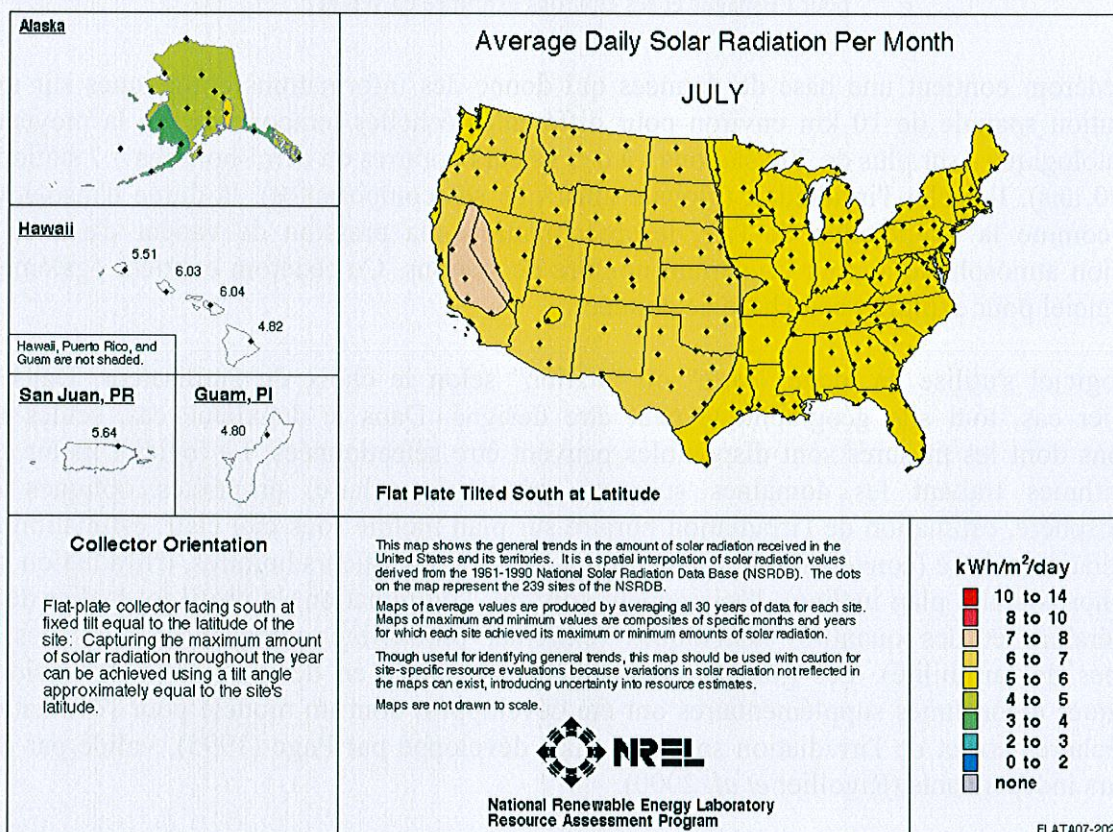 Alaska
Average Daily Solar Radiation Per Month
JULY
Hawaii
5.51
6.03
6.04
4.82
Hawaii, Puerto Rico, and
Guam are not shaded.
San Juan, PR
5.64
Guam, PI
4.80
Flat Plate Tilted South at Latitude
Collector Orientation
Flat-plate collector facing south at
fixed tilt equal to the latitude of the
site: Capturing the maximum amount
of solar radiation throughout the year
can be achieved using a tilt angle
approximately equal to the site's
latitude.
This map shows the general trends in the amount of solar radiation received in the
United States and its territories. It is a spatial interpolation of solar radiation values
derived from the 1961-1990 National Solar Radiation Data Base (NSRDB). The dots
on the map represent the 239 sites of the NSRDB.
Maps of average values are produced by averaging all 30 years of data for each site.
Maps of maximum and minimum values are composites of specific months and years
for which each site achieved its maximum or minimum amounts of solar radiation.
Though useful for identifying general trends, this map should be used with caution for
site-specific resource evaluations because variations in solar radiation not reflected in
the maps can exist, introducing uncertainty into resource estimates.
Maps are not drawn to scale.
NREL
National Renewable Energy Laboratory
Resource Assessment Program
kWh/m²/day
10 to 14
8 to 10
7 to 8
6 to 7
5 to 6
4 to 5
3 to 4
2 to 3
0 to 2
none
FLATA07-202